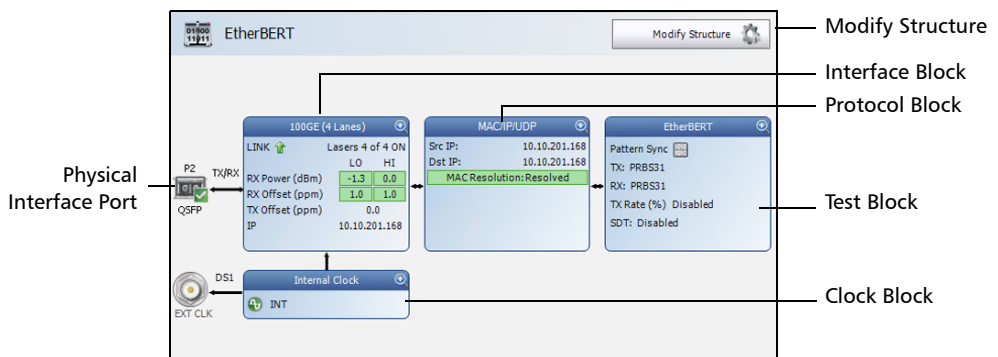 01100
11011
EtherBERT
Modify Structure
Modify Structure
Interface Block
Protocol Block
Physical
Interface Port
Test Block
Clock Block
P2
TX/RX
QSFP
100GE (4 Lanes)
LINK
Lasers 4 of 4 ON
LO HI
RX Power (dBm) -1.3 0.0
RX Offset (ppm) 1.0 1.0
TX Offset (ppm) 0.0
IP 10.10.201.168
MAC/IP/UDP
Src IP: 10.10.201.168
Dst IP: 10.10.201.168
MAC Resolution: Resolved
EtherBERT
Pattern Sync
TX: PRBS31
RX: PRBS31
TX Rate (%) Disabled
SDT: Disabled
DS1
EXT CLK
Internal Clock
INT